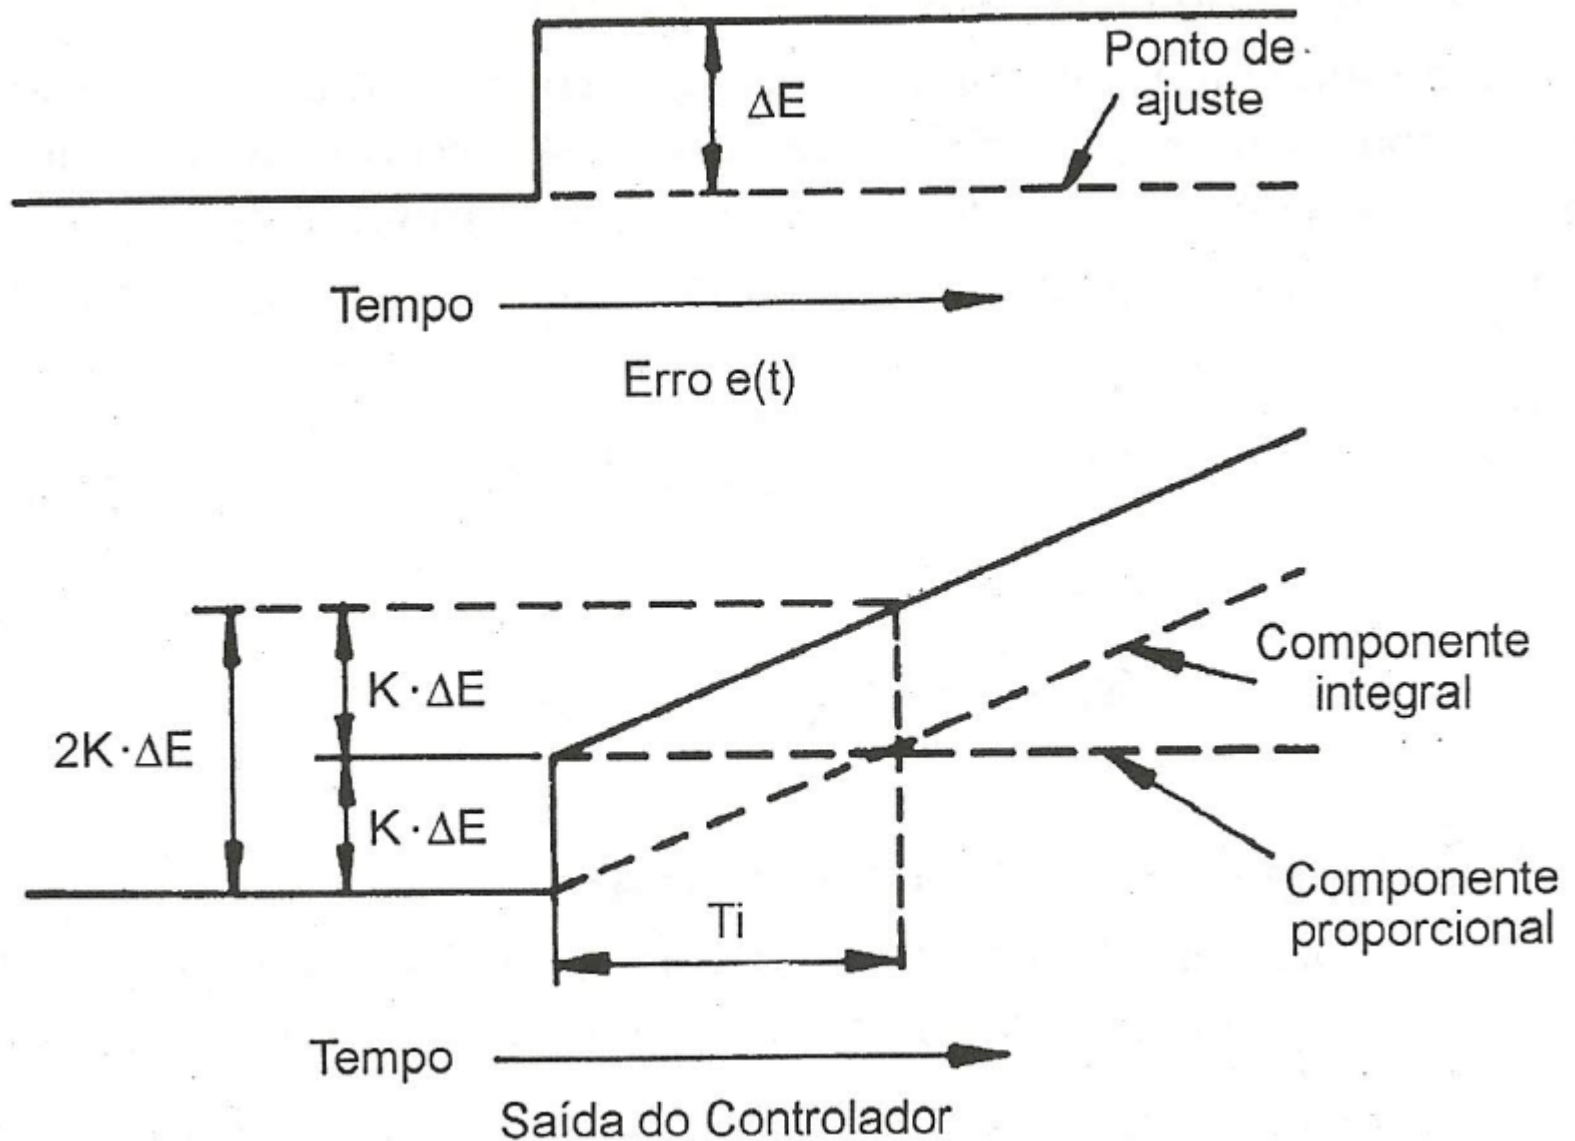 Ponto de
ajuste
ΔE
Tempo
Erro e(t)
K·ΔE
2K·ΔE
K·ΔE
Componente
integral
Componente
proporcional
Ti
Tempo
Saída do Controlador